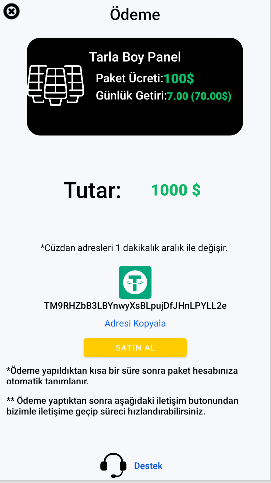 Ödeme
Tarla Boy Panel
Paket Ücreti:100$
Günlük Getiri:7.00 (70.00$)
Tutar: 1000 $
*Cüzdan adresleri 1 dakikalık aralık ile değişir.
TM9RHZbB3LBYnwyXsBLpujDfJHnLPYLL2e
Adresi Kopyala
SATIN AL
*Ödeme yapıldıktan kısa bir süre sonra paket hesabınıza
otomatik tanımlanır.
** Ödeme yaptıktan sonra aşağıdaki iletişim butonundan
bizimle iletişime geçip süreci hızlandırabilirsiniz.
Destek